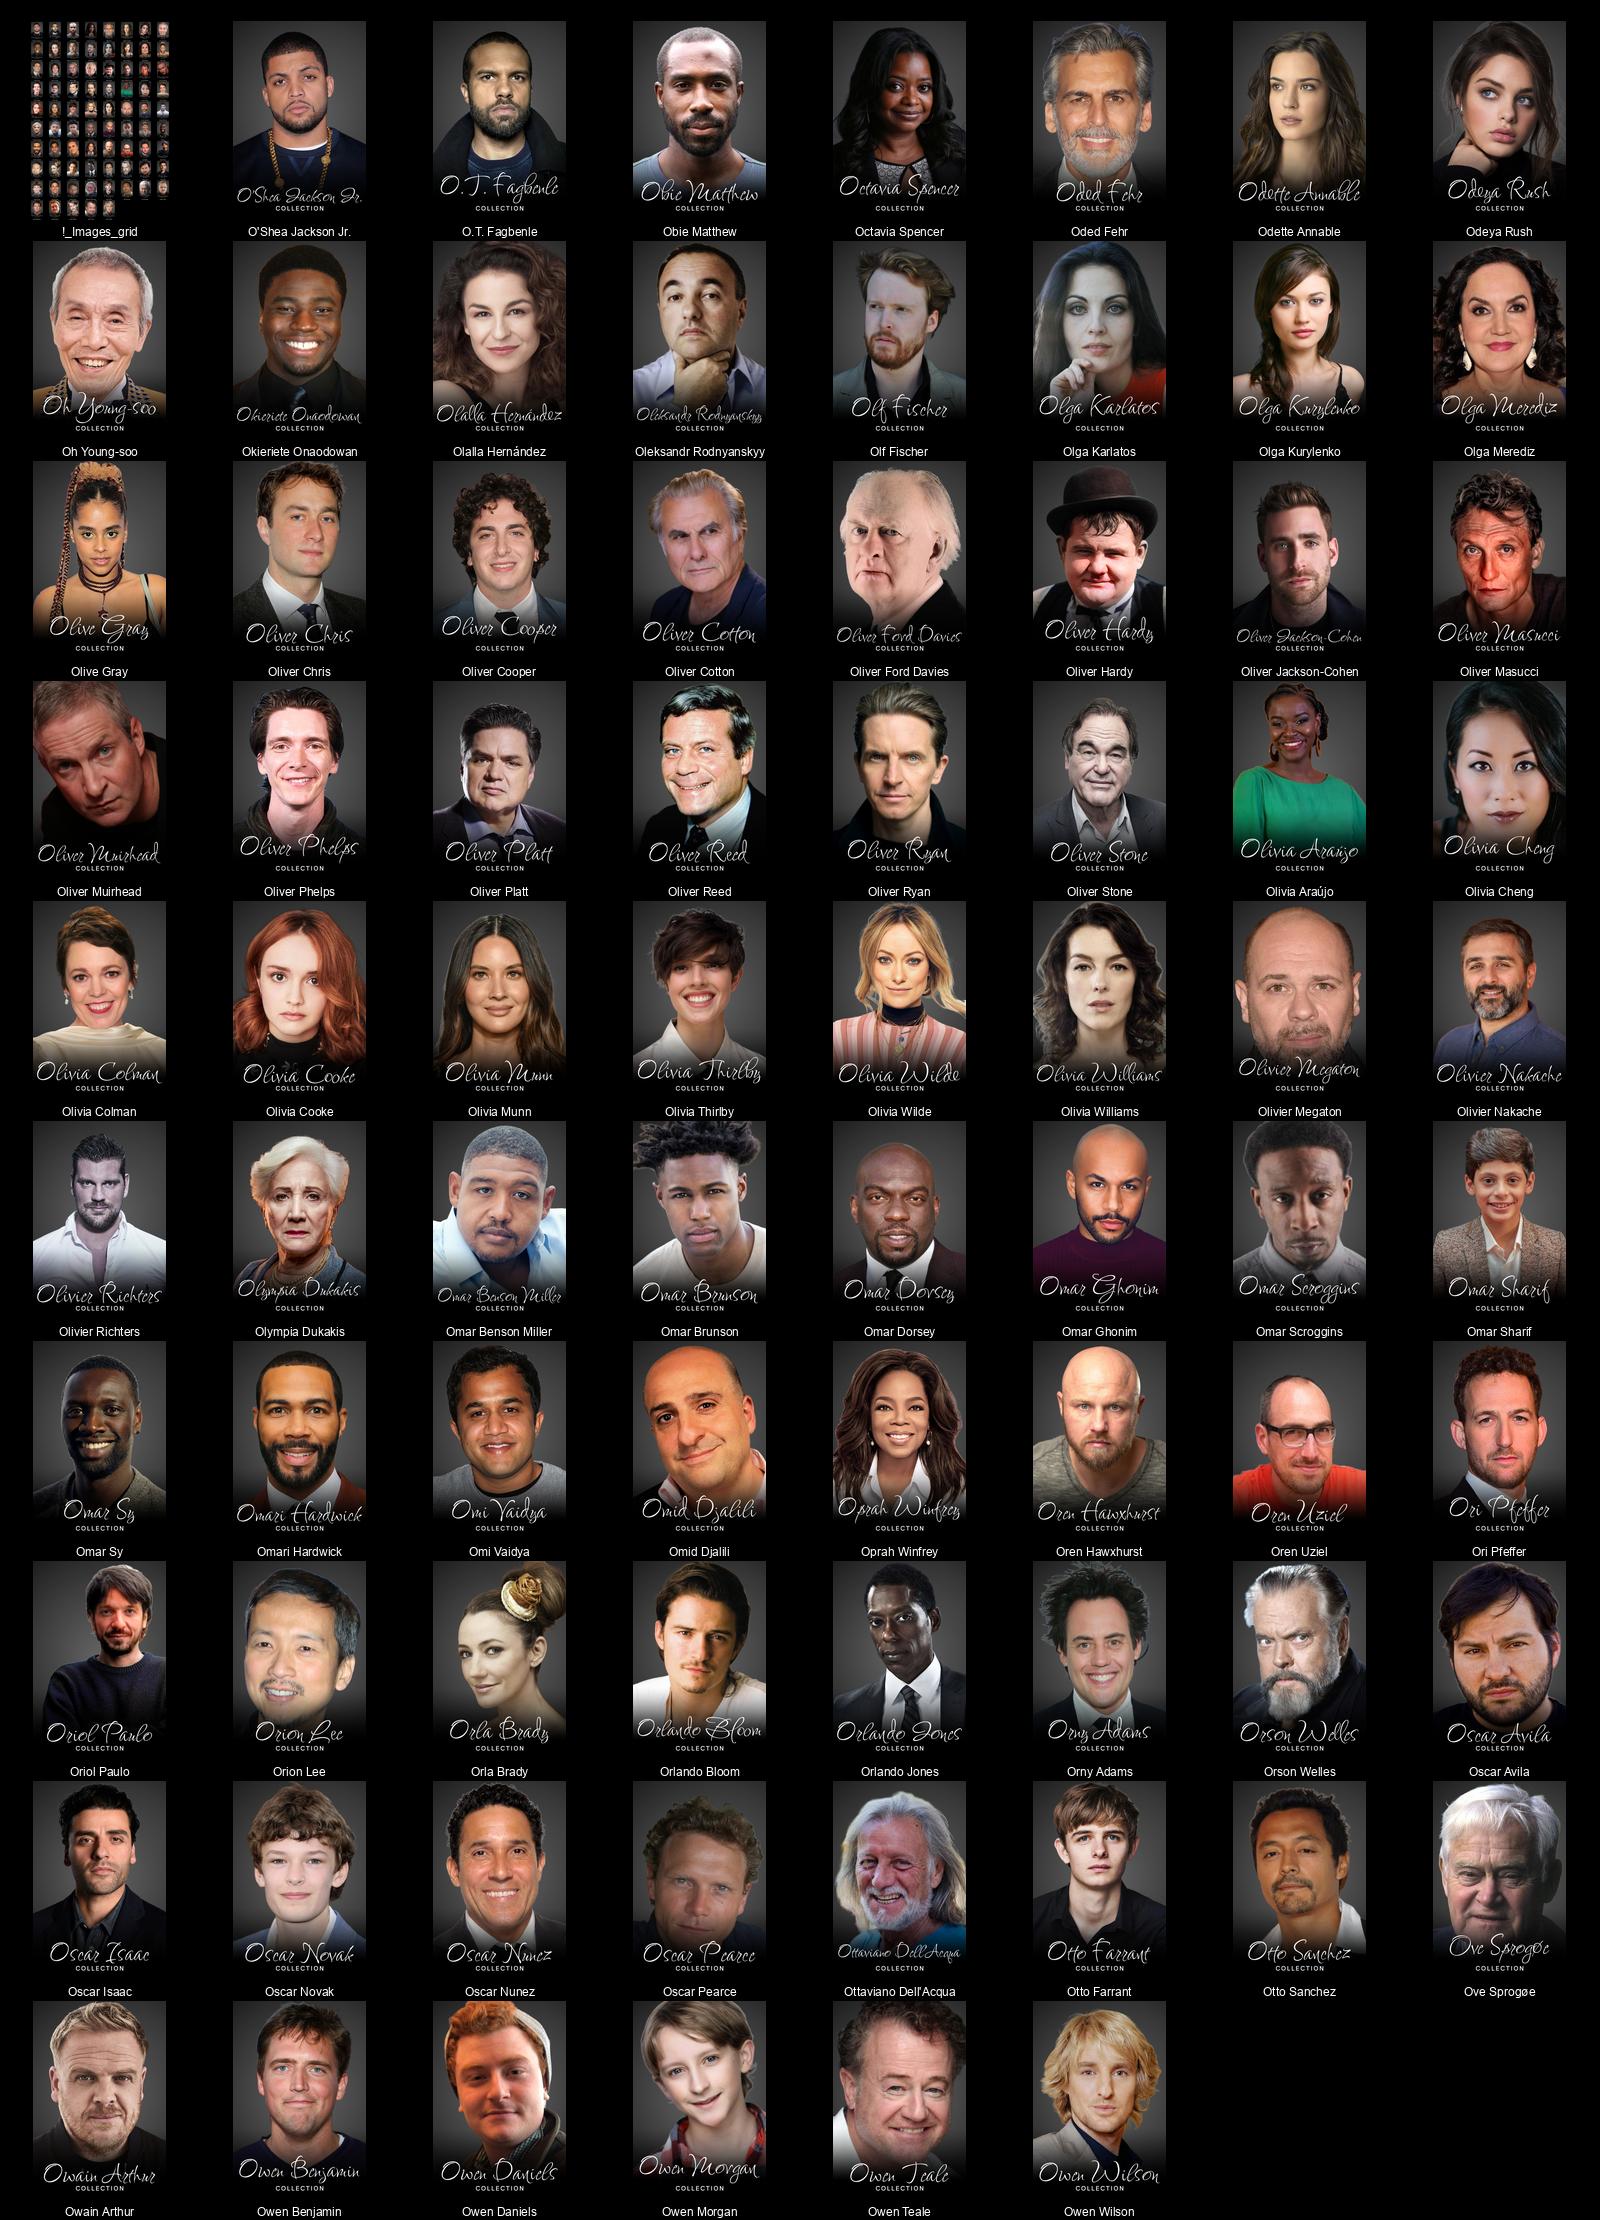 O'Shea Jackson Jr. O.T. Fagbenle Obie Matthew Octavia Spencer Oded Fehr Odette Annable Odeya Rush
COLLECTION COLLECTION COLLECTION COLLECTION COLLECTION COLLECTION COLLECTION
!_Images_grid O'Shea Jackson Jr. O.T. Fagbenle Obie Matthew Octavia Spencer Oded Fehr Odette Annable Odeya Rush
Oh Young-soo Okieriete Onaodowan Olalla Hernández Oleksandr Rodnyanskyy Olf Fischer Olga Karlatos Olga Kurylenko Olga Merediz
COLLECTION COLLECTION COLLECTION COLLECTION COLLECTION COLLECTION COLLECTION COLLECTION
Oh Young-soo Okieriete Onaodowan Olalla Hernández Oleksandr Rodnyanskyy Olf Fischer Olga Karlatos Olga Kurylenko Olga Merediz
Olive Gray Oliver Chris Oliver Cooper Oliver Cotton Oliver Ford Davies Oliver Hardy Oliver Jackson-Cohen Oliver Masucci
COLLECTION COLLECTION COLLECTION COLLECTION COLLECTION COLLECTION COLLECTION COLLECTION
Olive Gray Oliver Chris Oliver Cooper Oliver Cotton Oliver Ford Davies Oliver Hardy Oliver Jackson-Cohen Oliver Masucci
Oliver Muirhead Oliver Phelps Oliver Platt Oliver Reed Oliver Ryan Oliver Stone Olivia Araújo Olivia Cheng
COLLECTION COLLECTION COLLECTION COLLECTION COLLECTION COLLECTION COLLECTION COLLECTION
Oliver Muirhead Oliver Phelps Oliver Platt Oliver Reed Oliver Ryan Oliver Stone Olivia Araújo Olivia Cheng
Olivia Colman Olivia Cooke Olivia Munn Olivia Thirlby Olivia Wilde Olivia Williams Olivier Megaton Olivier Nakache
COLLECTION COLLECTION COLLECTION COLLECTION COLLECTION COLLECTION COLLECTION COLLECTION
Olivia Colman Olivia Cooke Olivia Munn Olivia Thirlby Olivia Wilde Olivia Williams Olivier Megaton Olivier Nakache
Olivier Richters Olympia Dukakis Omar Benson Miller Omar Brunson Omar Dorsey Omar Ghonim Omar Scroggins Omar Sharif
COLLECTION COLLECTION COLLECTION COLLECTION COLLECTION COLLECTION COLLECTION COLLECTION
Olivier Richters Olympia Dukakis Omar Benson Miller Omar Brunson Omar Dorsey Omar Ghonim Omar Scroggins Omar Sharif
Omar Sy Omari Hardwick Omi Vaidya Omid Djalili Oprah Winfrey Oren Hawxhurst Oren Uziel Ori Pfeffer
COLLECTION COLLECTION COLLECTION COLLECTION COLLECTION COLLECTION COLLECTION COLLECTION
Omar Sy Omari Hardwick Omi Vaidya Omid Djalili Oprah Winfrey Oren Hawxhurst Oren Uziel Ori Pfeffer
Oriol Paulo Orion Lee Orla Brady Orlando Bloom Orlando Jones Orny Adams Orson Welles Oscar Avila
COLLECTION COLLECTION COLLECTION COLLECTION COLLECTION COLLECTION COLLECTION COLLECTION
Oriol Paulo Orion Lee Orla Brady Orlando Bloom Orlando Jones Orny Adams Orson Welles Oscar Avila
Oscar Isaac Oscar Novak Oscar Nunez Oscar Pearce Ottaviano Dell'Acqua Otto Farrant Otto Sanchez Ove Sprogøe
COLLECTION COLLECTION COLLECTION COLLECTION COLLECTION COLLECTION COLLECTION COLLECTION
Oscar Isaac Oscar Novak Oscar Nunez Oscar Pearce Ottaviano Dell'Acqua Otto Farrant Otto Sanchez Ove Sprogøe
Owain Arthur Owen Benjamin Owen Daniels Owen Morgan Owen Teale Owen Wilson
COLLECTION COLLECTION COLLECTION COLLECTION COLLECTION COLLECTION
Owain Arthur Owen Benjamin Owen Daniels Owen Morgan Owen Teale Owen Wilson